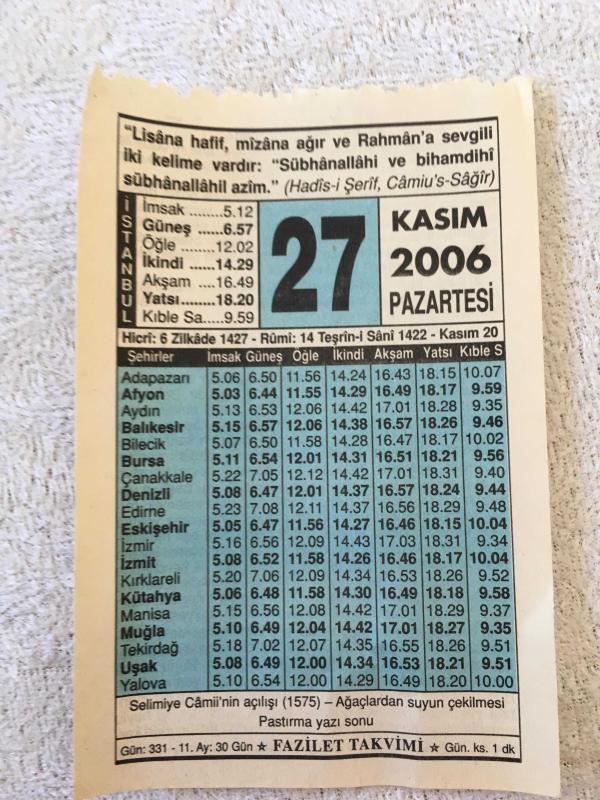 “Lisâna hafif, mîzâna ağır ve Rahmân’a sevgili
iki kelime vardır: “Sübhânallâhi ve bihamdihî
sübhânallâhil azîm.” (Hadîs-i Şerîf, Câmiu’s-Sâğîr)
İSTANBUL
İmsak ........5.12
Güneş ......6.57
Öğle ........12.02
İkindi ......14.29
Akşam ....16.49
Yatsı........18.20
Kıble Sa.....9.59
27
KASIM
2006
PAZARTESİ
Hicrî: 6 Zilkâde 1427 - Rûmî: 14 Teşrîn-i Sânî 1422 - Kasım 20
Şehirler İmsak Güneş Öğle İkindi Akşam Yatsı Kıble S
Adapazarı 5.06 6.50 11.56 14.24 16.43 18.15 10.07
Afyon 5.03 6.44 11.55 14.29 16.49 18.17 9.59
Aydın 5.13 6.53 12.06 14.42 17.01 18.28 9.35
Balıkesir 5.15 6.57 12.06 14.38 16.57 18.26 9.46
Bilecik 5.07 6.50 11.58 14.28 16.47 18.17 10.02
Bursa 5.11 6.54 12.01 14.31 16.51 18.21 9.56
Çanakkale 5.22 7.05 12.12 14.42 17.01 18.31 9.40
Denizli 5.08 6.47 12.01 14.37 16.57 18.24 9.44
Edirne 5.23 7.08 12.11 14.37 16.56 18.29 9.48
Eskişehir 5.05 6.47 11.56 14.27 16.46 18.15 10.04
İzmir 5.16 6.56 12.09 14.43 17.03 18.31 9.34
İzmit 5.08 6.52 11.58 14.26 16.46 18.17 10.04
Kırklareli 5.20 7.06 12.09 14.34 16.53 18.26 9.52
Kütahya 5.06 6.48 11.58 14.30 16.49 18.18 9.58
Manisa 5.15 6.56 12.08 14.42 17.01 18.29 9.37
Muğla 5.10 6.49 12.04 14.42 17.01 18.27 9.35
Tekirdağ 5.18 7.02 12.07 14.35 16.55 18.26 9.51
Uşak 5.08 6.49 12.00 14.34 16.53 18.21 9.51
Yalova 5.10 6.54 12.00 14.29 16.49 18.20 10.00
Selimiye Câmii’nin açılışı (1575) – Ağaçlardan suyun çekilmesi
Pastırma yazı sonu
Gün: 331 - 11. Ay: 30 Gün ★ FAZİLET TAKVİMİ ★ Gün. ks. 1 dk